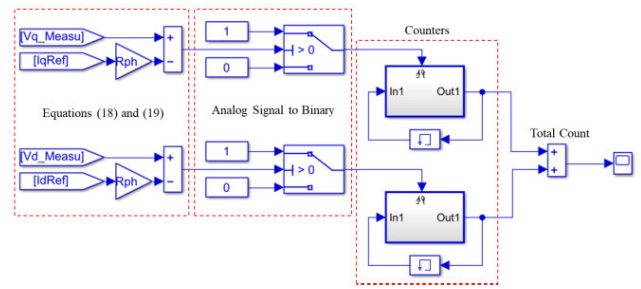 Counters
[Vq_Measu]
+
[IqRef]
Rph
−
1
> 0
0
In1
Out1
Equations (18) and (19)
Analog Signal to Binary
Total Count
+
+
[Vd_Measu]
+
[IdRef]
Rph
−
1
> 0
0
In1
Out1